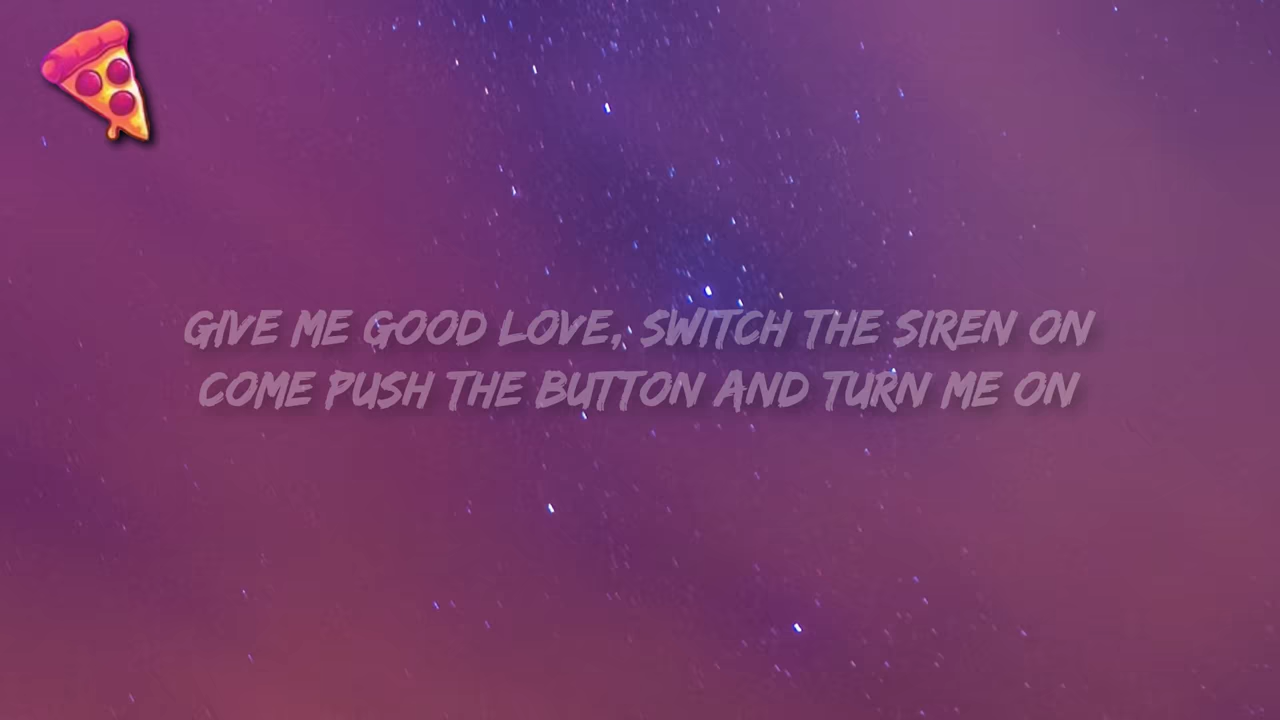 GIVE ME GOOD LOVE, SWITCH THE SIREN ON
COME PUSH THE BUTTON AND TURN ME ON